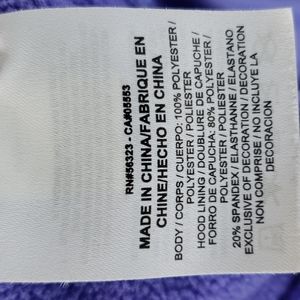 RN#56323 - CA#05553
MADE IN CHINA/FABRIQUE EN
CHINE/HECHO EN CHINA
BODY / CORPS / CUERPO: 100% POLYESTER /
POLYESTER / POLIESTER
HOOD LINING / DOUBLURE DE CAPUCHE /
FORRO DE CAPUCHA: 80% POLYESTER /
POLYESTER / POLIESTER
20% SPANDEX / ELASTHANNE / ELASTANO
EXCLUSIVE OF DECORATION / DECORATION
NON COMPRISE / NO INCLUYE LA
DECORACION